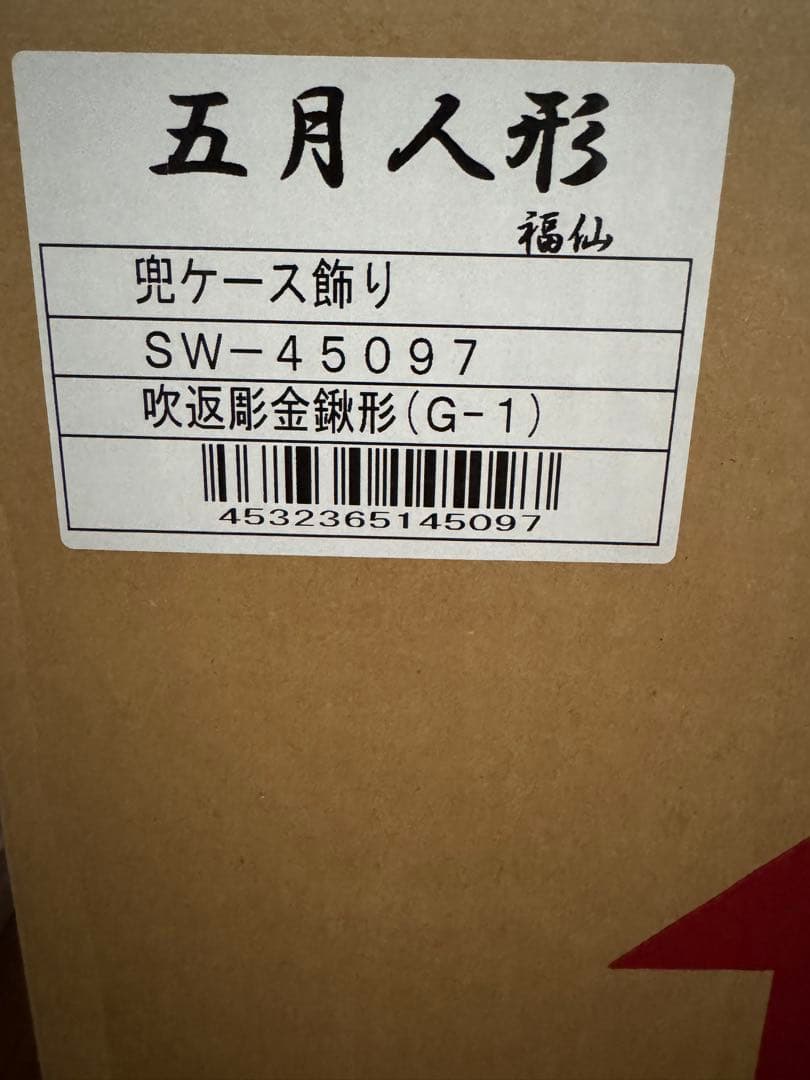 五月人形
福仙
兜ケース飾り
SW-45097
吹返彫金鍬形(G-1)
4532365145097